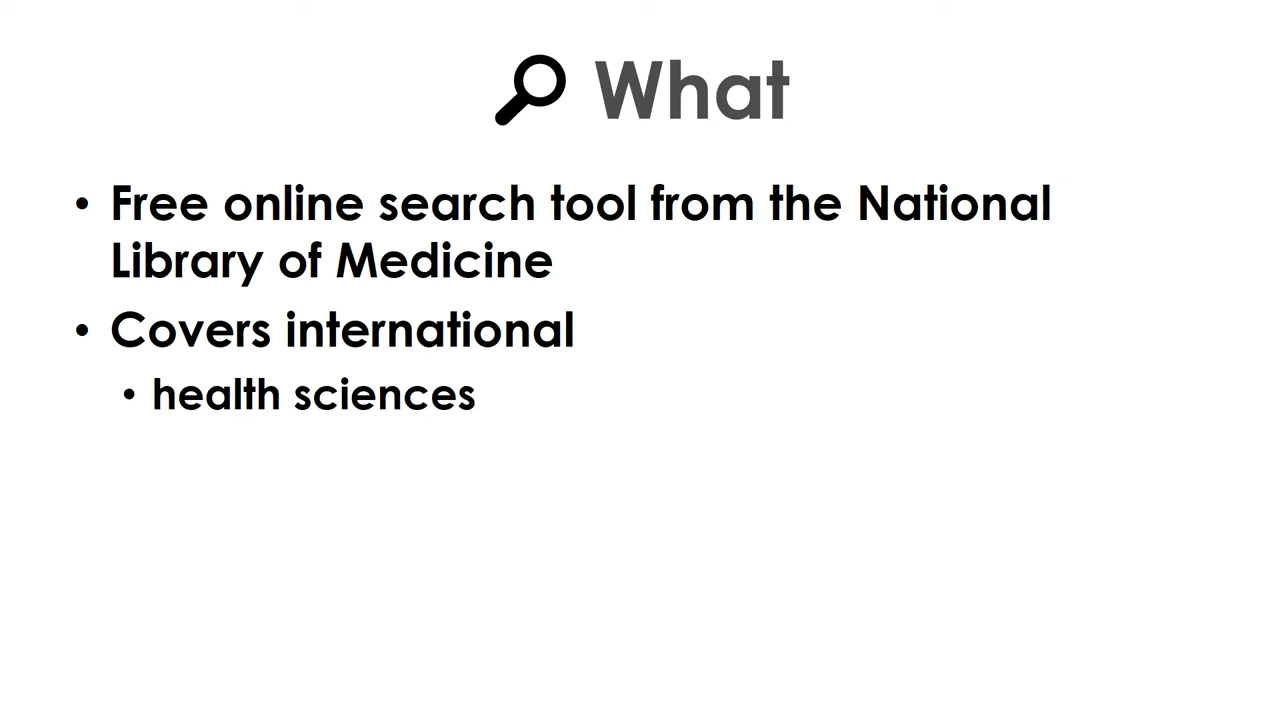 What
• Free online search tool from the National
Library of Medicine
• Covers international
• health sciences